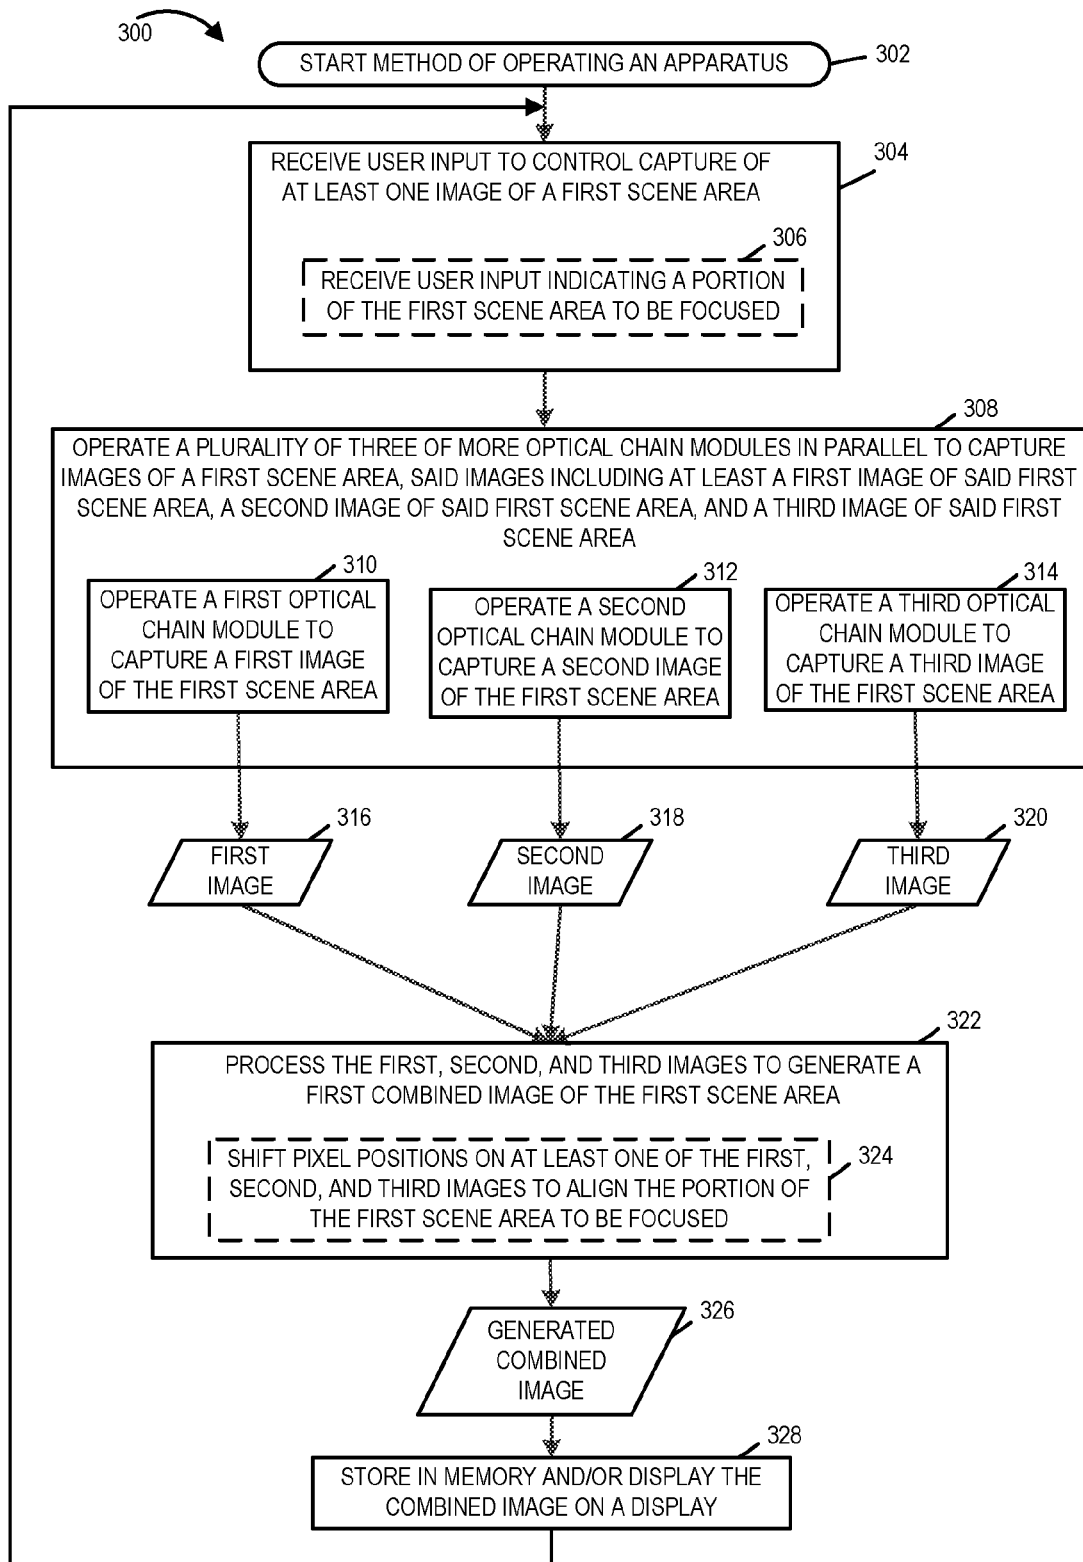 300
START METHOD OF OPERATING AN APPARATUS
302
RECEIVE USER INPUT TO CONTROL CAPTURE OF
AT LEAST ONE IMAGE OF A FIRST SCENE AREA
304
306
RECEIVE USER INPUT INDICATING A PORTION
OF THE FIRST SCENE AREA TO BE FOCUSED
308
OPERATE A PLURALITY OF THREE OF MORE OPTICAL CHAIN MODULES IN PARALLEL TO CAPTURE
IMAGES OF A FIRST SCENE AREA, SAID IMAGES INCLUDING AT LEAST A FIRST IMAGE OF SAID FIRST
SCENE AREA, A SECOND IMAGE OF SAID FIRST SCENE AREA, AND A THIRD IMAGE OF SAID FIRST
SCENE AREA
310
OPERATE A FIRST OPTICAL
CHAIN MODULE TO
CAPTURE A FIRST IMAGE
OF THE FIRST SCENE AREA
312
OPERATE A SECOND
OPTICAL CHAIN MODULE TO
CAPTURE A SECOND IMAGE
OF THE FIRST SCENE AREA
314
OPERATE A THIRD OPTICAL
CHAIN MODULE TO
CAPTURE A THIRD IMAGE
OF THE FIRST SCENE AREA
316
FIRST
IMAGE
318
SECOND
IMAGE
320
THIRD
IMAGE
322
PROCESS THE FIRST, SECOND, AND THIRD IMAGES TO GENERATE A
FIRST COMBINED IMAGE OF THE FIRST SCENE AREA
SHIFT PIXEL POSITIONS ON AT LEAST ONE OF THE FIRST,
SECOND, AND THIRD IMAGES TO ALIGN THE PORTION OF
THE FIRST SCENE AREA TO BE FOCUSED
324
GENERATED
COMBINED
IMAGE
326
328
STORE IN MEMORY AND/OR DISPLAY THE
COMBINED IMAGE ON A DISPLAY